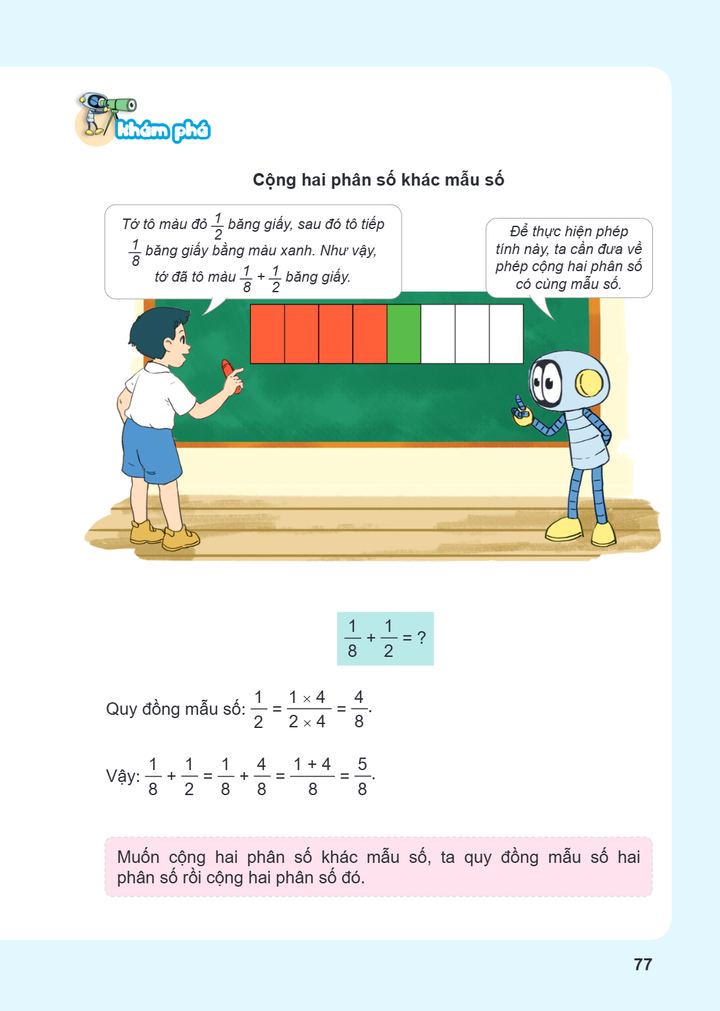 khám phá
Cộng hai phân số khác mẫu số
Tớ tô màu đỏ 1/2 băng giấy, sau đó tô tiếp
1/8 băng giấy bằng màu xanh. Như vậy,
tớ đã tô màu 1/8 + 1/2 băng giấy.
Để thực hiện phép
tính này, ta cần đưa về
phép cộng hai phân số
có cùng mẫu số.
1/8 + 1/2 = ?
Quy đồng mẫu số: 1/2 = (1 × 4)/(2 × 4) = 4/8.
Vậy: 1/8 + 1/2 = 1/8 + 4/8 = (1 + 4)/8 = 5/8.
Muốn cộng hai phân số khác mẫu số, ta quy đồng mẫu số hai
phân số rồi cộng hai phân số đó.
77